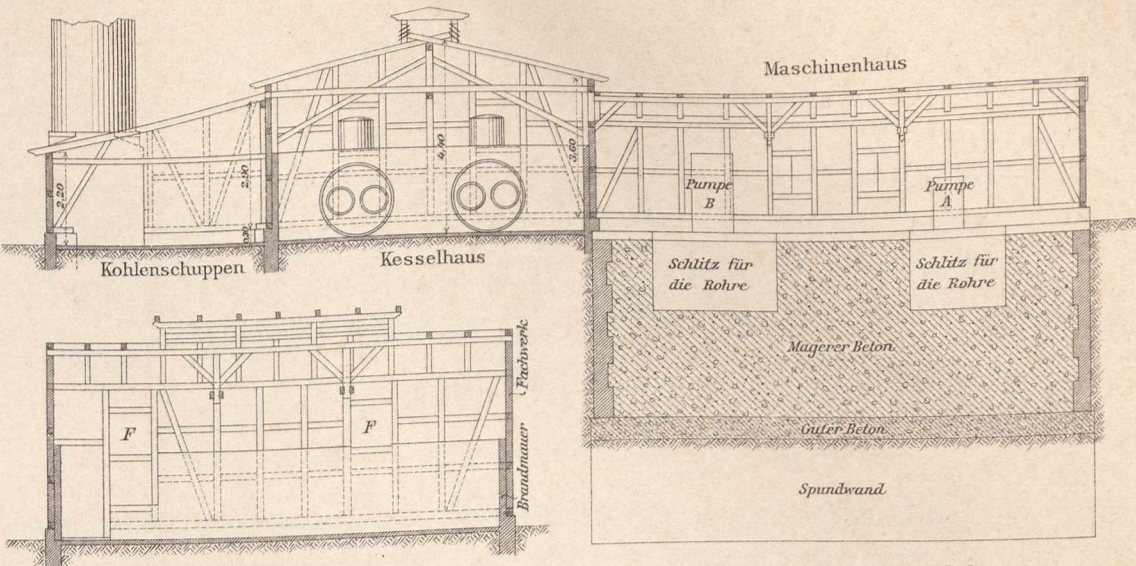 Maschinenhaus
2,20
2,90
0,30
4,40
3,60
Pumpe
B
Pumpe
A
Kohlenschuppen
Kesselhaus
Schlitz für
die Rohre
Schlitz für
die Rohre
Magerer Beton
Guter Beton
Spundwand
F
F
Fachwerk
Brandmauer